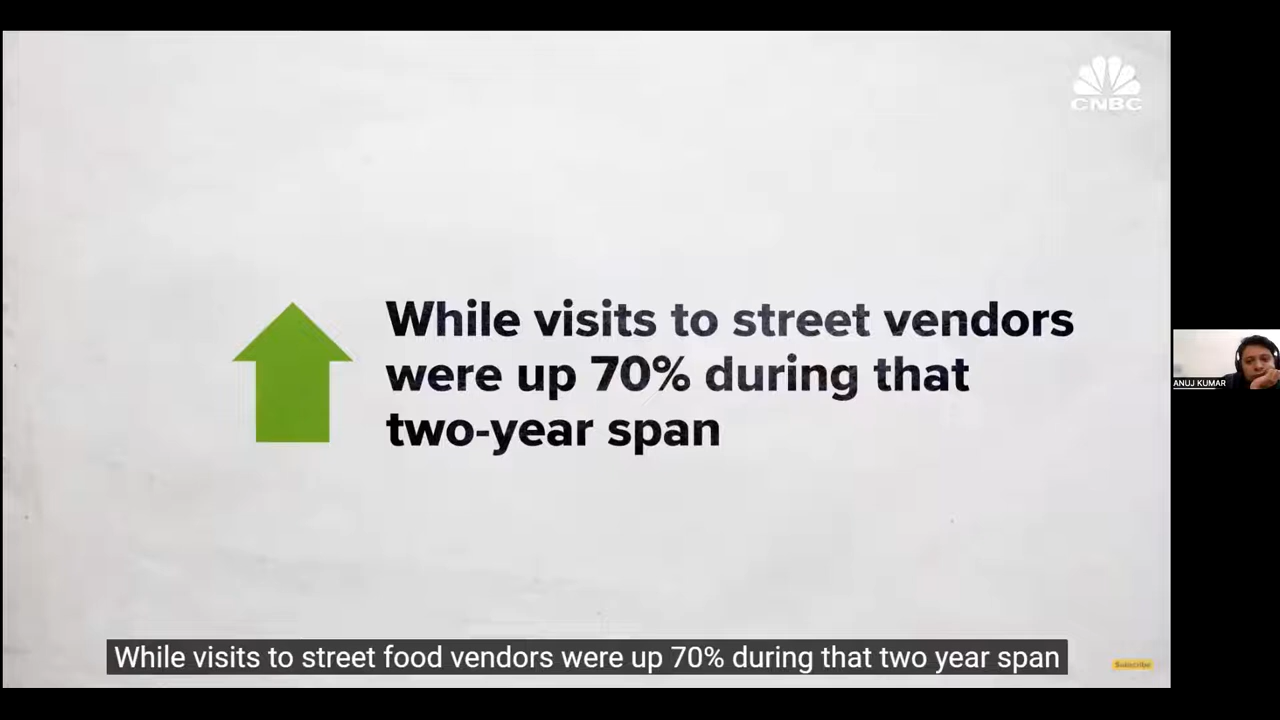 CNBC
While visits to street vendors
were up 70% during that
two-year span
ANUJ KUMAR
While visits to street food vendors were up 70% during that two year span
Subscribe